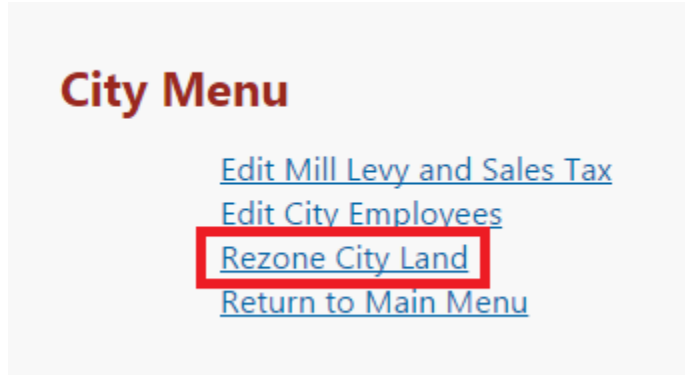 City Menu
Edit Mill Levy and Sales Tax
Edit City Employees
Rezone City Land
Return to Main Menu